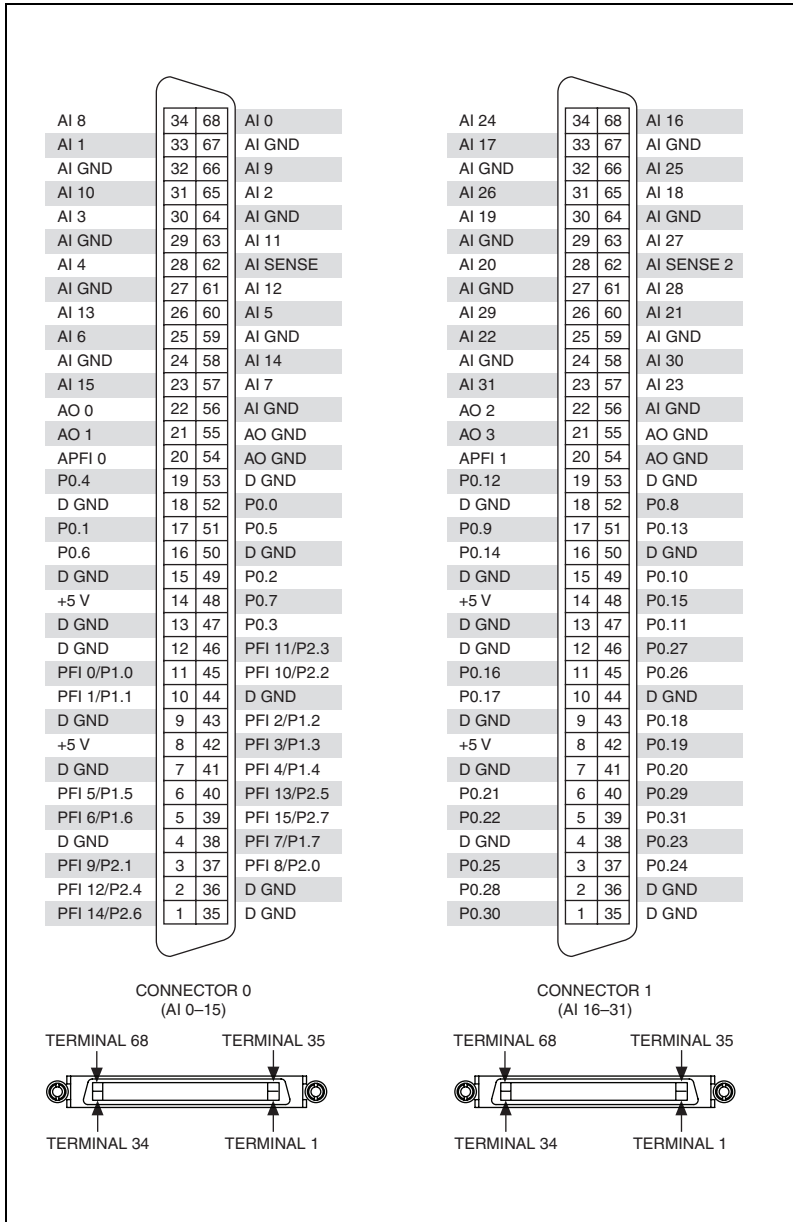 AI 8 34 68 AI 0
AI 1 33 67 AI GND
AI GND 32 66 AI 9
AI 10 31 65 AI 2
AI 3 30 64 AI GND
AI GND 29 63 AI 11
AI 4 28 62 AI SENSE
AI GND 27 61 AI 12
AI 13 26 60 AI 5
AI 6 25 59 AI GND
AI GND 24 58 AI 14
AI 15 23 57 AI 7
AO 0 22 56 AI GND
AO 1 21 55 AO GND
APFI 0 20 54 AO GND
P0.4 19 53 D GND
D GND 18 52 P0.0
P0.1 17 51 P0.5
P0.6 16 50 D GND
D GND 15 49 P0.2
+5 V 14 48 P0.7
D GND 13 47 P0.3
D GND 12 46 PFI 11/P2.3
PFI 0/P1.0 11 45 PFI 10/P2.2
PFI 1/P1.1 10 44 D GND
D GND 9 43 PFI 2/P1.2
+5 V 8 42 PFI 3/P1.3
D GND 7 41 PFI 4/P1.4
PFI 5/P1.5 6 40 PFI 13/P2.5
PFI 6/P1.6 5 39 PFI 15/P2.7
D GND 4 38 PFI 7/P1.7
PFI 9/P2.1 3 37 PFI 8/P2.0
PFI 12/P2.4 2 36 D GND
PFI 14/P2.6 1 35 D GND
CONNECTOR 0
(AI 0–15)
TERMINAL 68 TERMINAL 35
TERMINAL 34 TERMINAL 1
AI 24 34 68 AI 16
AI 17 33 67 AI GND
AI GND 32 66 AI 25
AI 26 31 65 AI 18
AI 19 30 64 AI GND
AI GND 29 63 AI 27
AI 20 28 62 AI SENSE 2
AI GND 27 61 AI 28
AI 29 26 60 AI 21
AI 22 25 59 AI GND
AI GND 24 58 AI 30
AI 31 23 57 AI 23
AO 2 22 56 AI GND
AO 3 21 55 AO GND
APFI 1 20 54 AO GND
P0.12 19 53 D GND
D GND 18 52 P0.8
P0.9 17 51 P0.13
P0.14 16 50 D GND
D GND 15 49 P0.10
+5 V 14 48 P0.15
D GND 13 47 P0.11
D GND 12 46 P0.27
P0.16 11 45 P0.26
P0.17 10 44 D GND
D GND 9 43 P0.18
+5 V 8 42 P0.19
D GND 7 41 P0.20
P0.21 6 40 P0.29
P0.22 5 39 P0.31
D GND 4 38 P0.23
P0.25 3 37 P0.24
P0.28 2 36 D GND
P0.30 1 35 D GND
CONNECTOR 1
(AI 16–31)
TERMINAL 68 TERMINAL 35
TERMINAL 34 TERMINAL 1